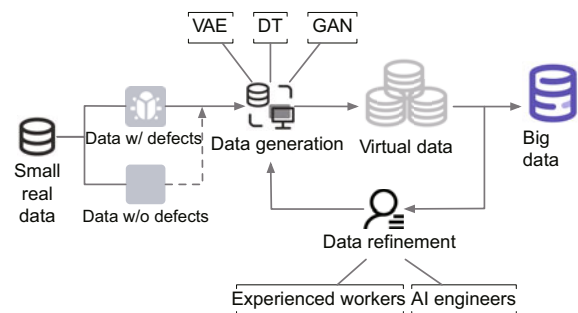 VAE DT GAN
Data w/ defects
Data generation
Virtual data
Big
data
Small
real
data
Data w/o defects
Data refinement
Experienced workers
AI engineers